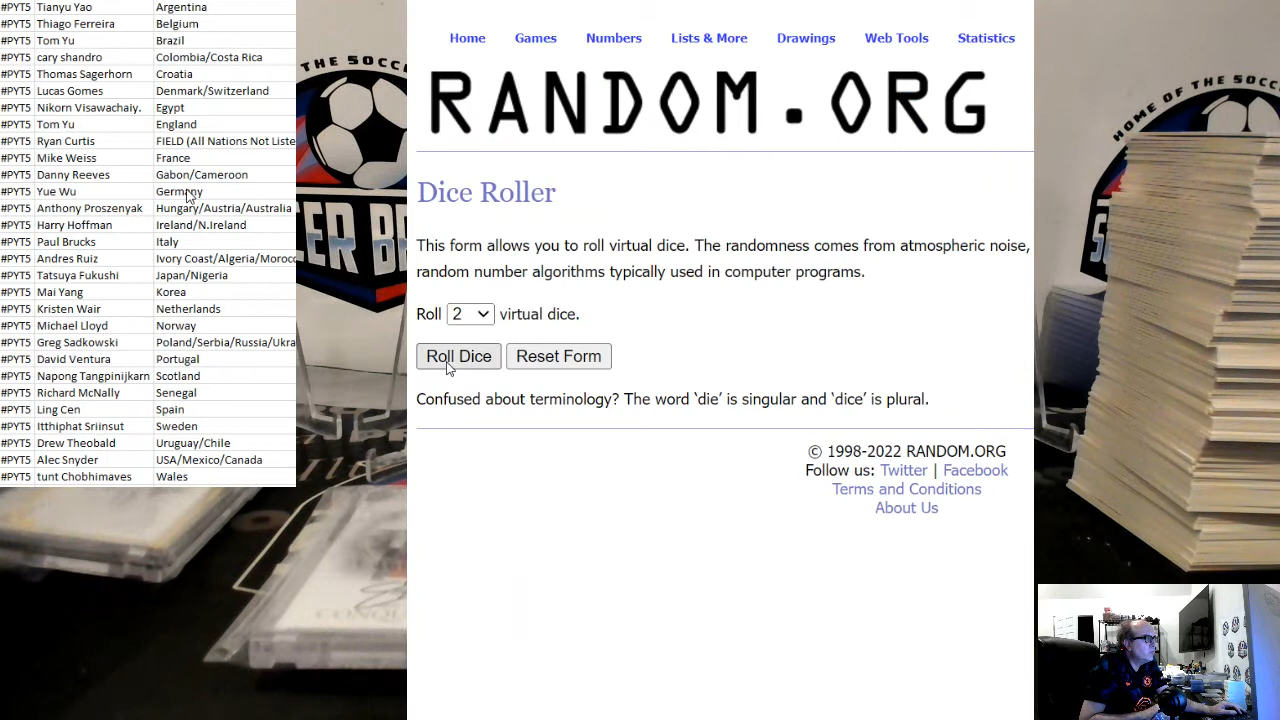 #PYT5 Tianyu Yao Argentina
#PYT5 Thiago Ferreira Belgium
#PYT5 Tom Yu Brazil
#PYT5 cary shandro Colombia/Costa Rica
#PYT5 Thomas Sagerhorn Croatia
#PYT5 Lucas Gomes Denmark/Switzerland
#PYT5 Nikorn Visawachaiy. Egypt
#PYT5 Tom Yu England
#PYT5 Ryan Curtis FIELD (All Nations Not Liste
#PYT5 Mike Weiss France
#PYT5 Danny Reeves Gabon/Cameroon
#PYT5 Yue Wu Germany
#PYT5 Anthony Proszenyak Hungary/Austria/Australia
#PYT5 Harry Hoffman Ireland/N.Ireland
#PYT5 Paul Brucks Italy
#PYT5 Andres Ruiz Ivory Coast/Algeria/Moroc
#PYT5 Tatsuya Fukushi Japan/Nigeria
#PYT5 Mai Yang Korea
#PYT5 Kristen Wair Netherlands
#PYT5 Michael Lloyd Norway
#PYT5 Greg Sadkowski Poland/Serbia/Russia/Ukra
#PYT5 David Ventura Portugal
#PYT5 Napong Tangpinijkarn Scotland
#PYT5 Richard McNally Senegal
#PYT5 Ling Cen Spain
#PYT5 Itthiphat Sriinsut Sweden
#PYT5 Drew Theobald Uruguay/Chile
#PYT5 Alec Snyder USA/Mexico/Canada
#PYT5 tunt Chobhimaves Wales
THE SOCC
CER BR
Home Games Numbers Lists & More Drawings Web Tools Statistics
RANDOM.ORG
Dice Roller
This form allows you to roll virtual dice. The randomness comes from atmospheric noise,
random number algorithms typically used in computer programs.
Roll 2 virtual dice.
Roll Dice Reset Form
Confused about terminology? The word ‘die’ is singular and ‘dice’ is plural.
© 1998-2022 RANDOM.ORG
Follow us: Twitter | Facebook
Terms and Conditions
About Us
HOME OF THE SOCCE